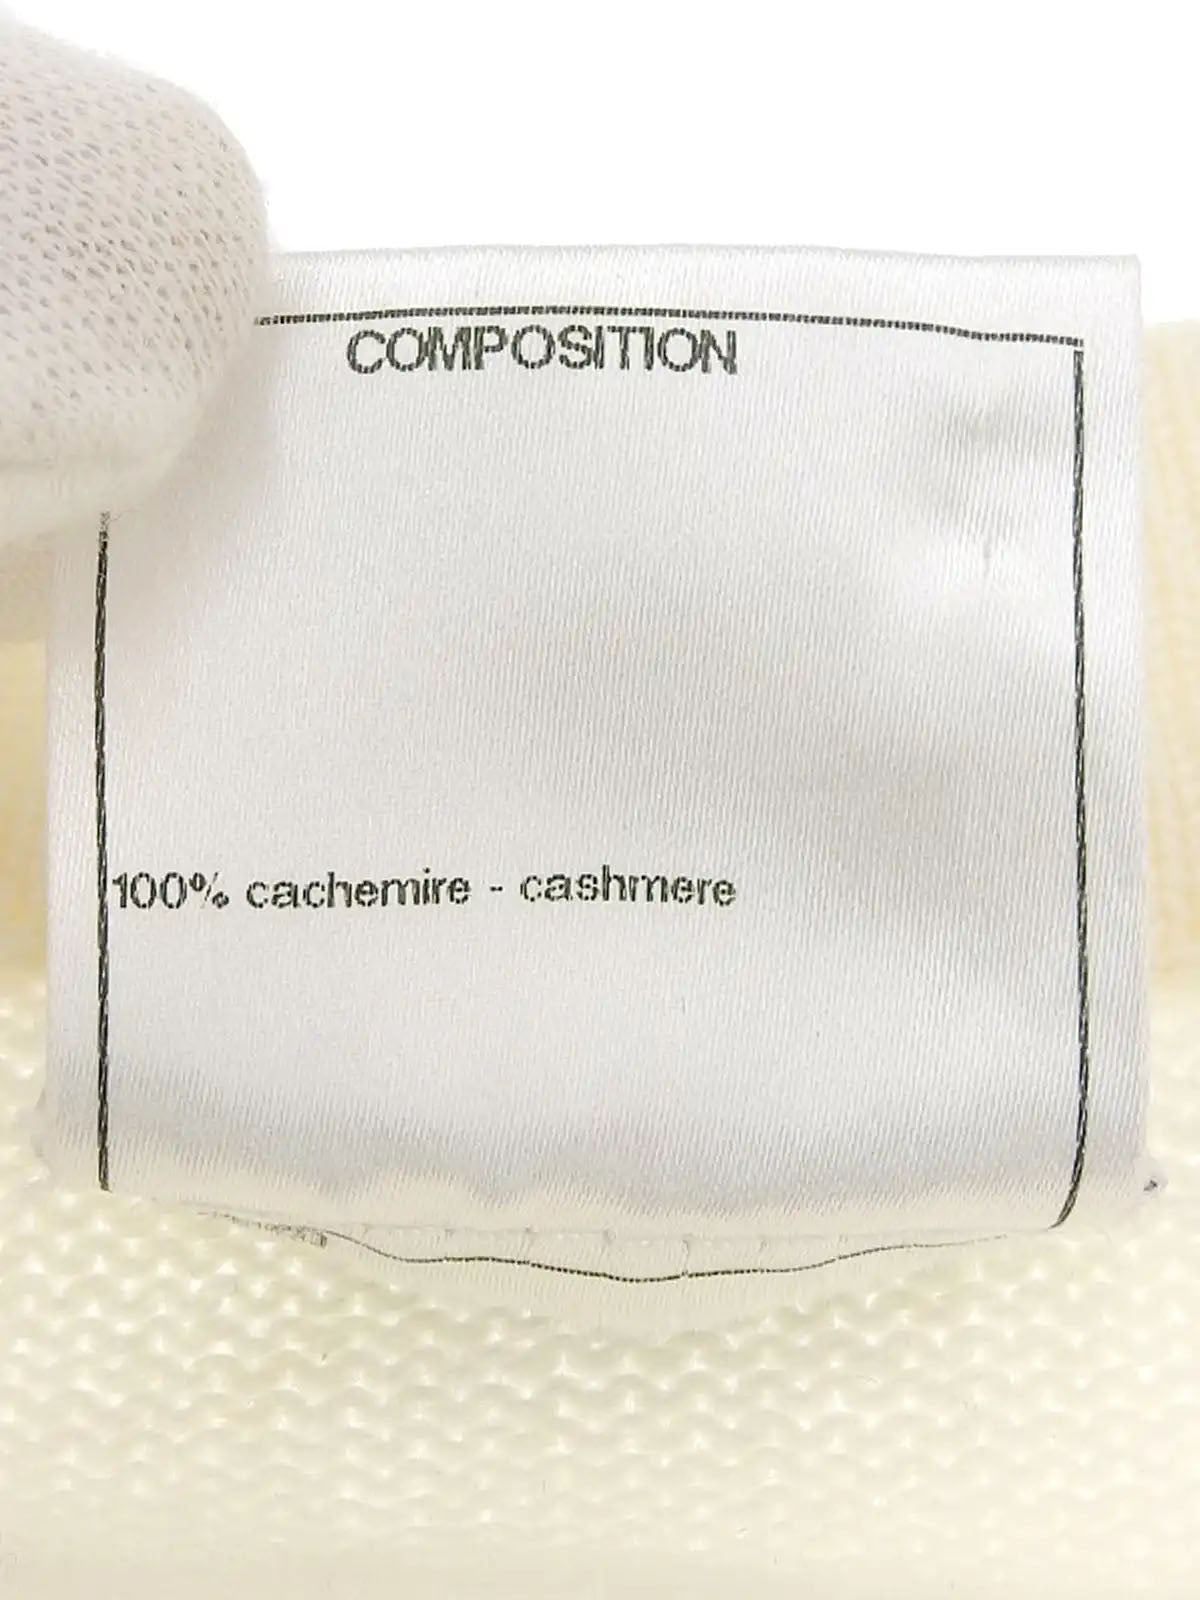 COMPOSITION
100% cachemire - cashmere